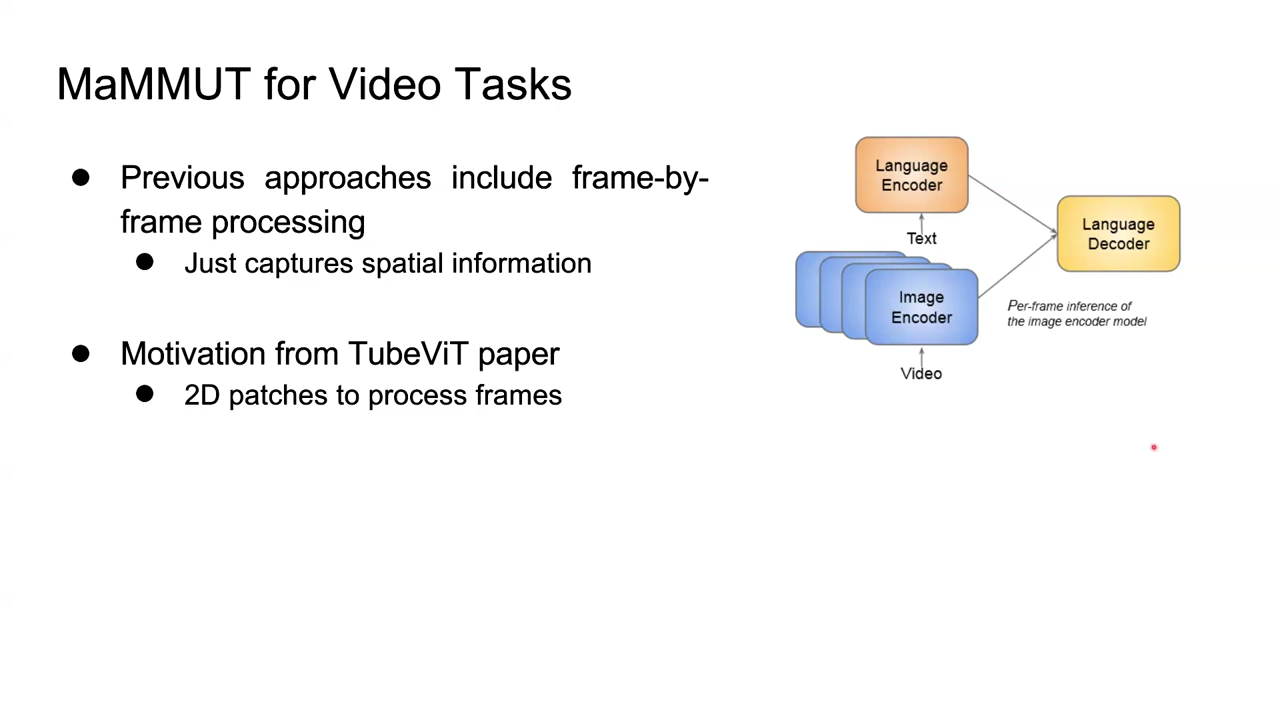 MaMMUT for Video Tasks
Previous approaches include frame-by-
frame processing
Just captures spatial information
Motivation from TubeViT paper
2D patches to process frames
Language
Encoder
Text
Image
Encoder
Video
Language
Decoder
Per-frame inference of
the image encoder model